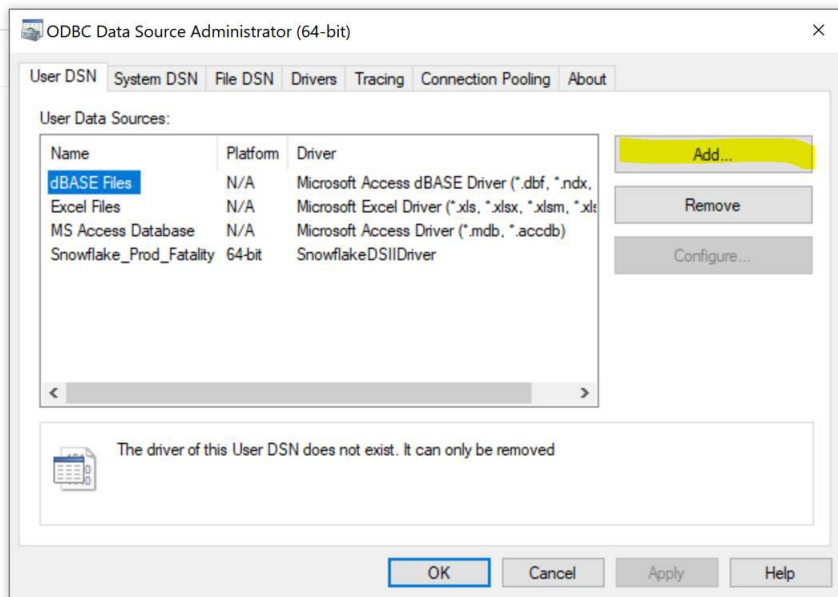 ODBC Data Source Administrator (64-bit)
User DSN System DSN File DSN Drivers Tracing Connection Pooling About
User Data Sources:
Name Platform Driver
dBASE Files N/A Microsoft Access dBASE Driver (*.dbf, *.ndx,
Excel Files N/A Microsoft Excel Driver (*.xls, *.xlsx, *.xlsm, *.xls
MS Access Database N/A Microsoft Access Driver (*.mdb, *.accdb)
Snowflake_Prod_Fatality 64-bit SnowflakeDSIIDriver
Add...
Remove
Configure...
The driver of this User DSN does not exist. It can only be removed
OK Cancel Apply Help